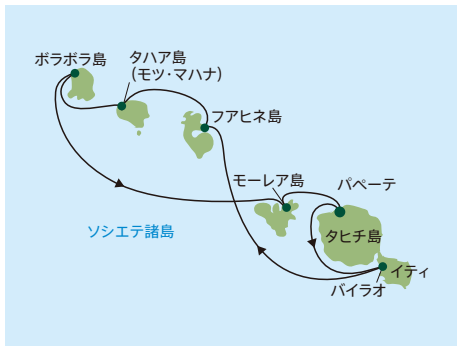 ボラボラ島
タハア島
(モツ・マハナ)
フアヒネ島
モーレア島
パペーテ
ソシエテ諸島
タヒチ島
イティ
バイラオ